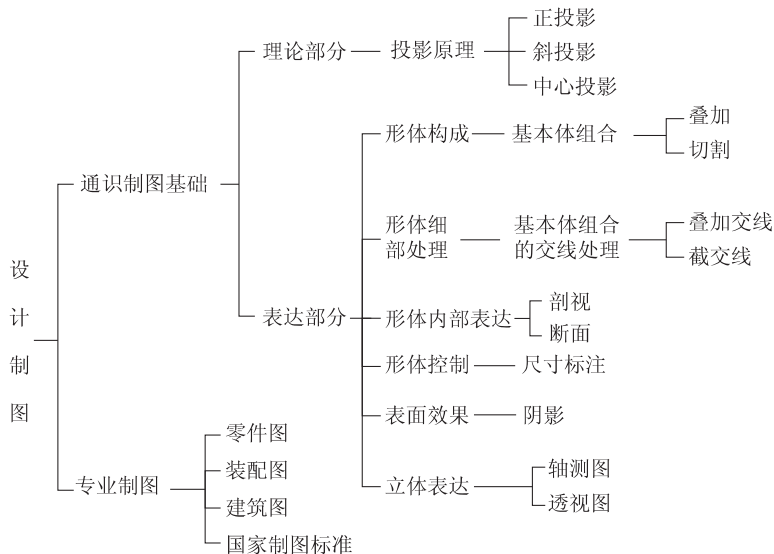 设计制图
通识制图基础
理论部分
投影原理
正投影
斜投影
中心投影
表达部分
形体构成
基本体组合
叠加
切割
形体细
部处理
基本体组合
的交线处理
叠加交线
截交线
形体内部表达
剖视
断面
形体控制
尺寸标注
表面效果
阴影
立体表达
轴测图
透视图
专业制图
零件图
装配图
建筑图
国家制图标准